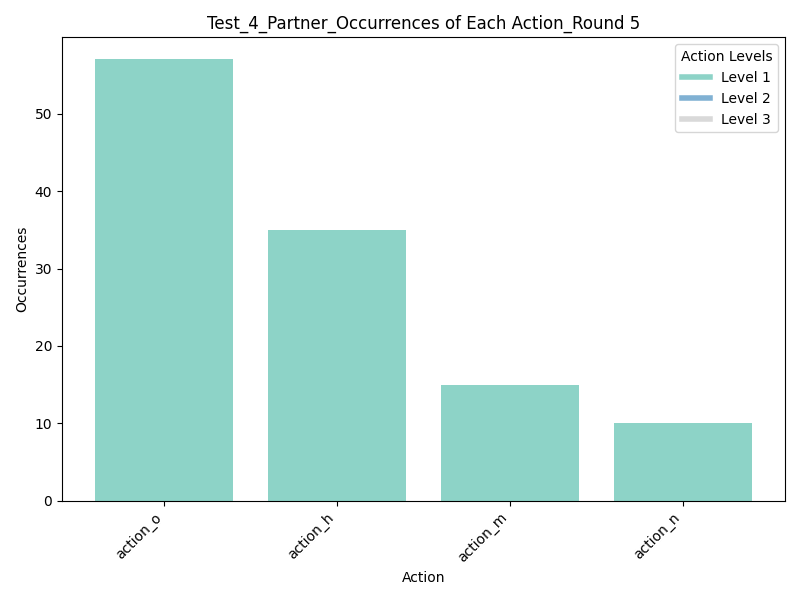 Test_4_Partner_Occurrences of Each Action_Round 5
Action Levels
Level 1
Level 2
Level 3
Occurrences
50
40
30
20
10
0
action_o
action_h
action_m
action_n
Action